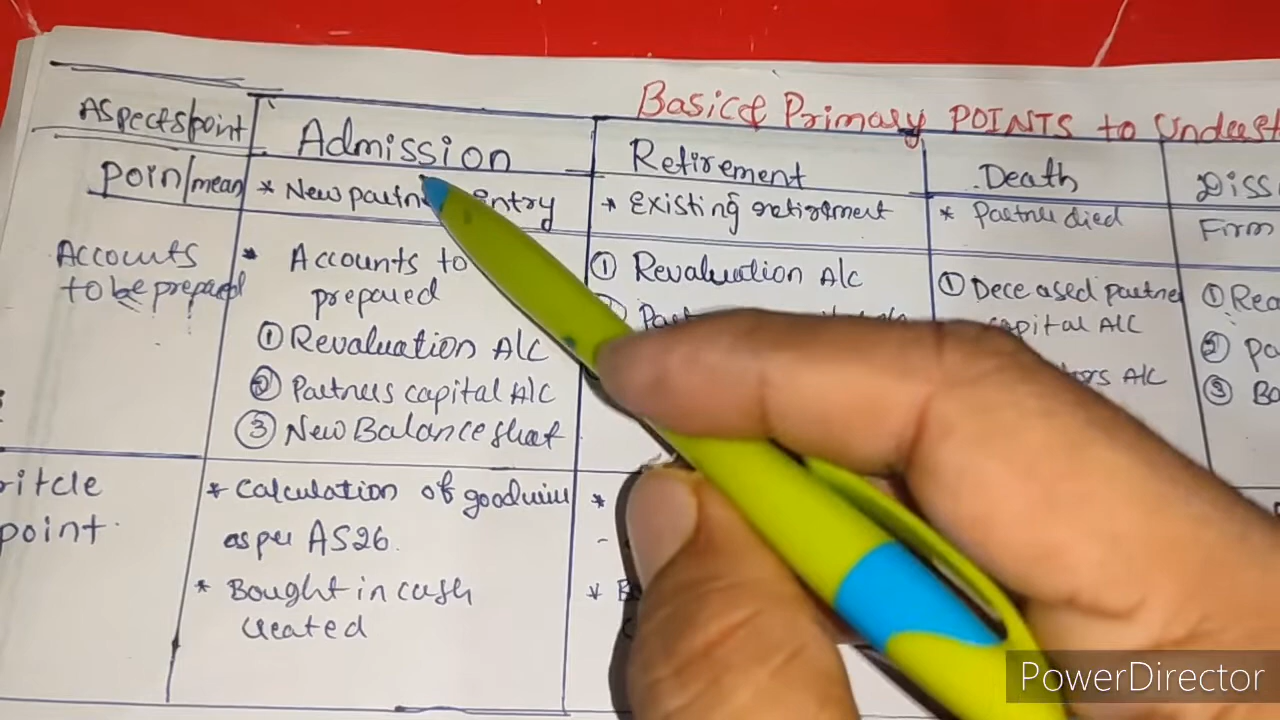 Basic & Primary POINTS to Undest
Aspects/point
Admission
Retirement
Death
Diss
Poin/mean
* New partn entry
* Existing retirement
* Partner died
Firm
Accounts
to be prepared
* Accounts to
prepared
① Revaluation A/C
② Partners capital A/C
③ New Balance sheet
① Revaluation A/C
① Deceased partne
capital A/C
A/C
① Rea
② Pa
③ Ba
ritcle
point.
* Calculation of goodwill
as per AS26.
* Bought in cash
created
PowerDirector